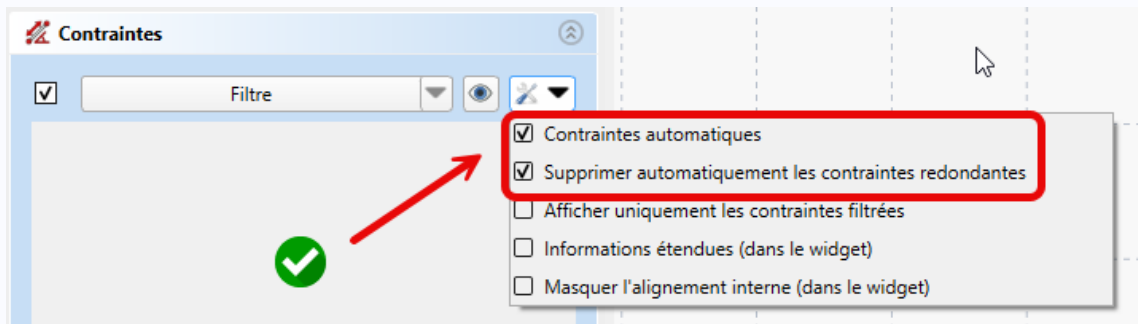 Contraintes
Filtre
Contraintes automatiques
Supprimer automatiquement les contraintes redondantes
Afficher uniquement les contraintes filtrées
Informations étendues (dans le widget)
Masquer l'alignement interne (dans le widget)